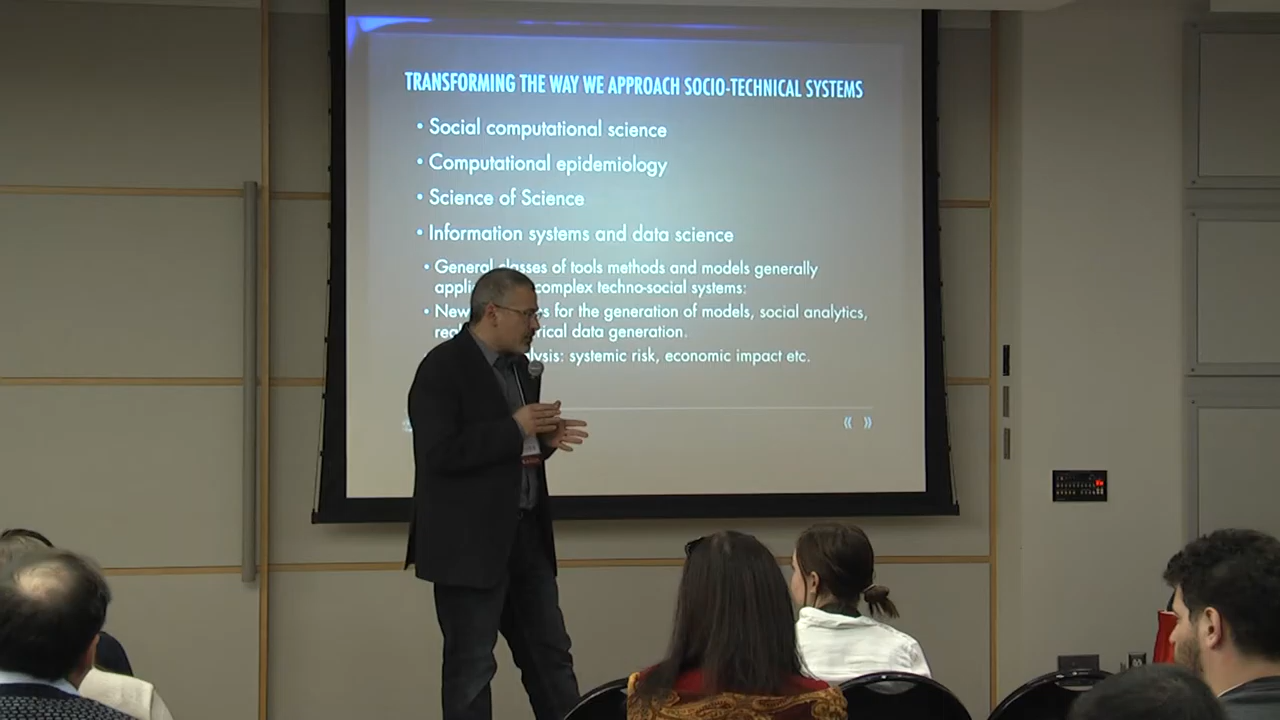 TRANSFORMING THE WAY WE APPROACH SOCIO-TECHNICAL SYSTEMS
• Social computational science
• Computational epidemiology
• Science of Science
• Information systems and data science
• General classes of tools methods and models generally
complex techno-social systems:
• New for the generation of models, social analytics,
data generation.
systemic risk, economic impact etc.
« »